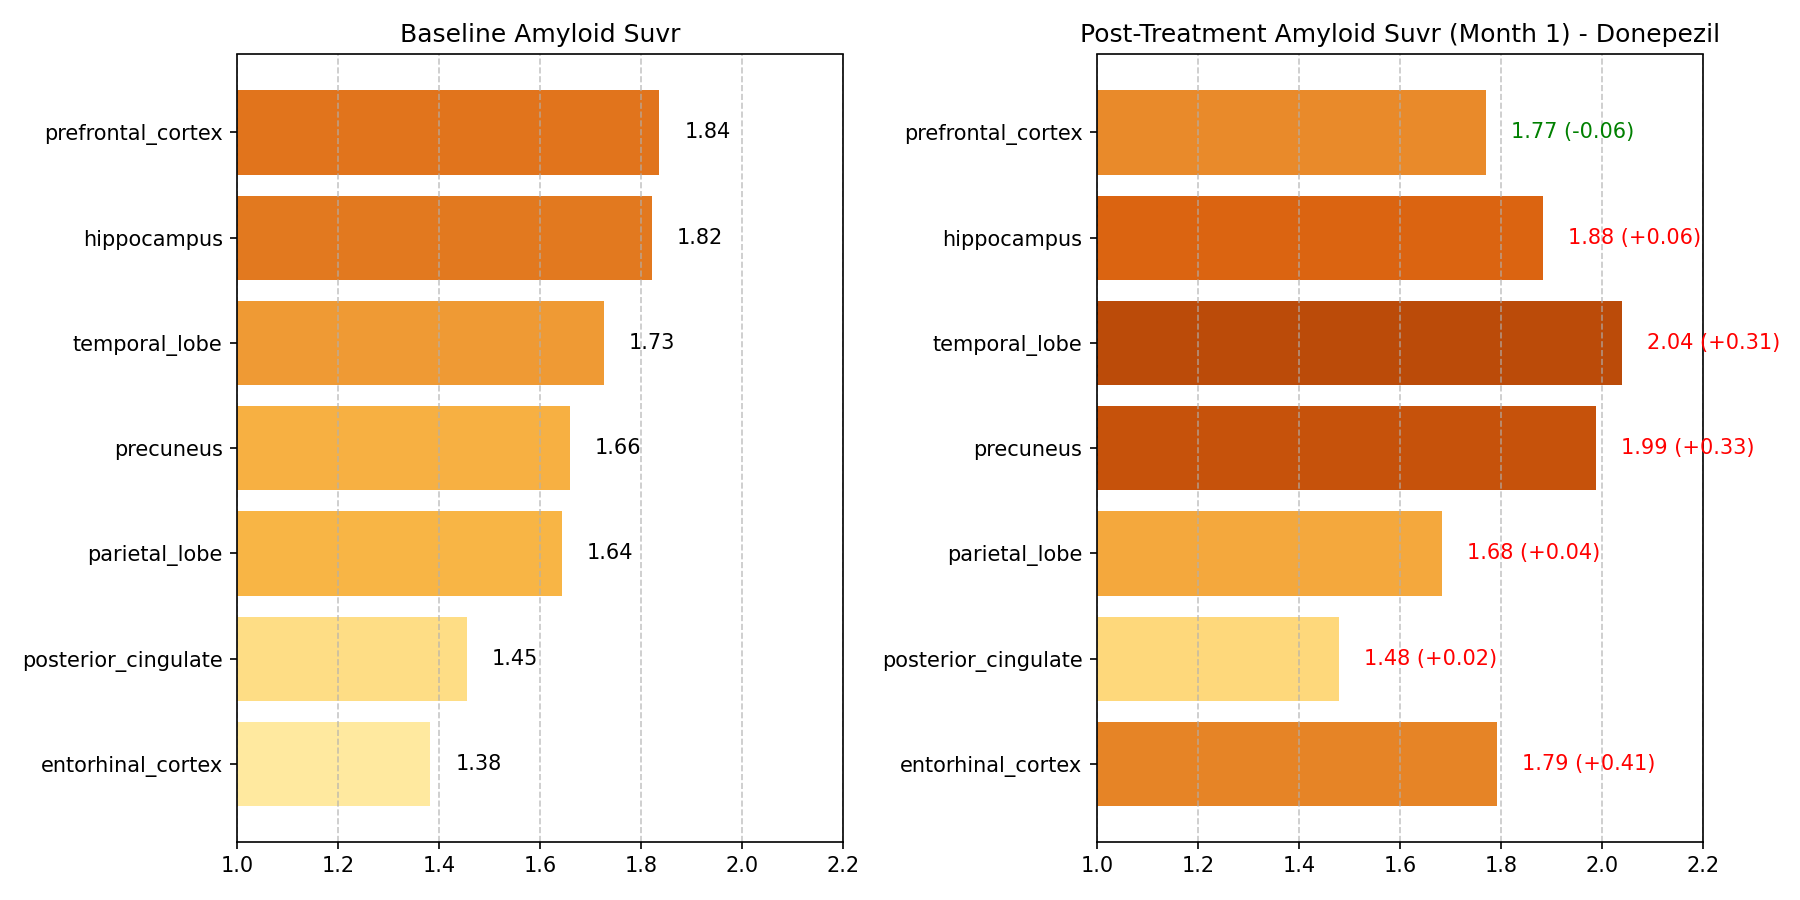 Baseline Amyloid Suvr
prefrontal_cortex
1.84
hippocampus
1.82
temporal_lobe
1.73
precuneus
1.66
parietal_lobe
1.64
posterior_cingulate
1.45
entorhinal_cortex
1.38
1.0 1.2 1.4 1.6 1.8 2.0 2.2
Post-Treatment Amyloid Suvr (Month 1) - Donepezil
prefrontal_cortex
1.77 (-0.06)
hippocampus
1.88 (+0.06)
temporal_lobe
2.04 (+0.31)
precuneus
1.99 (+0.33)
parietal_lobe
1.68 (+0.04)
posterior_cingulate
1.48 (+0.02)
entorhinal_cortex
1.79 (+0.41)
1.0 1.2 1.4 1.6 1.8 2.0 2.2